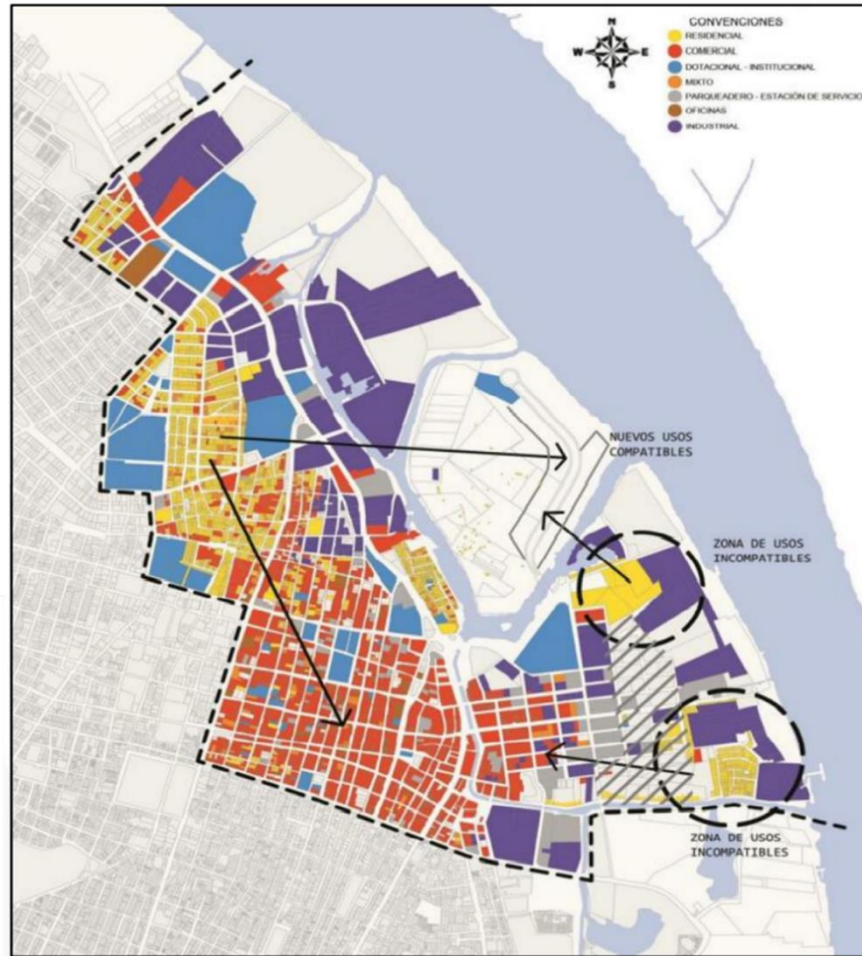 CONVENCIONES
N
W
E
S
RESIDENCIAL
COMERCIAL
DOTACIONAL - INSTITUCIONAL
MIXTO
PARQUEADERO - ESTACIÓN DE SERVICIO
OFICINAS
INDUSTRIAL
NUEVOS USOS
COMPATIBLES
ZONA DE USOS
INCOMPATIBLES
ZONA DE USOS
INCOMPATIBLES